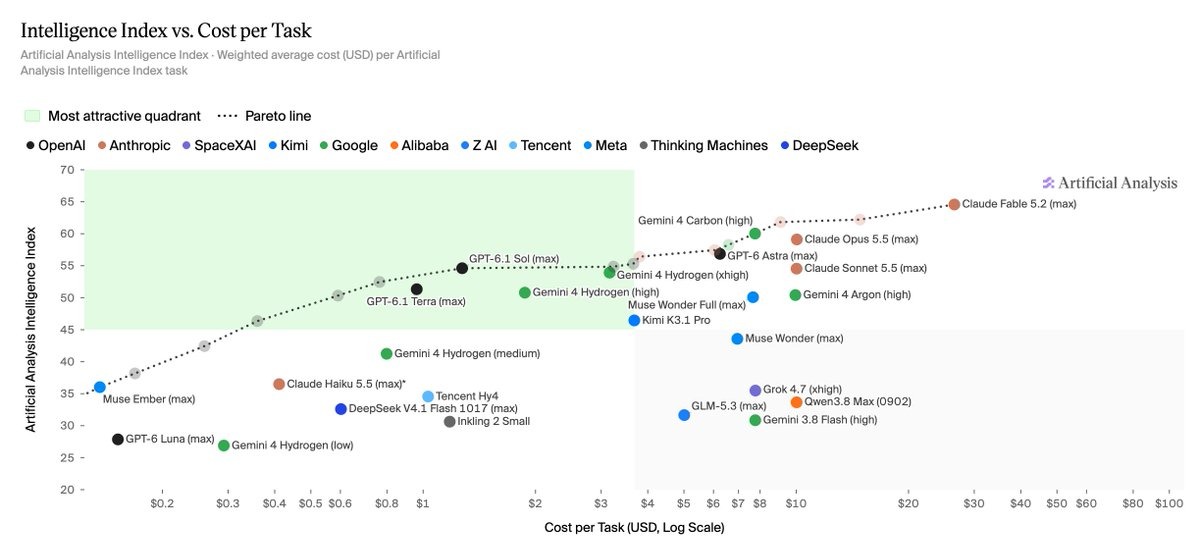 Intelligence Index vs. Cost per Task
Artificial Analysis Intelligence Index · Weighted average cost (USD) per Artificial
Analysis Intelligence Index task
Most attractive quadrant
Pareto line
OpenAI
Anthropic
SpaceXAI
Kimi
Google
Alibaba
Z AI
Tencent
Meta
Thinking Machines
DeepSeek
Artificial Analysis
Artificial Analysis Intelligence Index
70
65
60
55
50
45
40
35
30
25
20
Claude Fable 5.2 (max)
Gemini 4 Carbon (high)
Claude Opus 5.5 (max)
GPT-6 Astra (max)
GPT-6.1 Sol (max)
Claude Sonnet 5.5 (max)
Gemini 4 Hydrogen (xhigh)
GPT-6.1 Terra (max)
Gemini 4 Hydrogen (high)
Gemini 4 Argon (high)
Muse Wonder Full (max)
Kimi K3.1 Pro
Muse Wonder (max)
Gemini 4 Hydrogen (medium)
Claude Haiku 5.5 (max)*
Muse Ember (max)
Tencent Hy4
Grok 4.7 (xhigh)
DeepSeek V4.1 Flash 1017 (max)
GLM-5.3 (max)
Qwen3.8 Max (0902)
Inkling 2 Small
Gemini 3.8 Flash (high)
GPT-6 Luna (max)
Gemini 4 Hydrogen (low)
$0.2
$0.3
$0.4
$0.5
$0.6
$0.8
$1
$2
$3
$4
$5
$6
$7
$8
$10
$20
$30
$40
$50
$60
$80
$100
Cost per Task (USD, Log Scale)